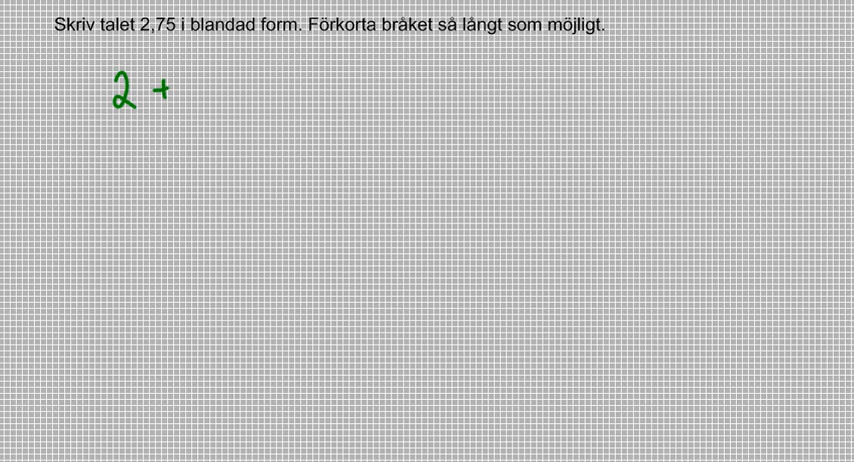 Skriv talet 2,75 i blandad form. Förkorta bråket så långt som möjligt.
2 +